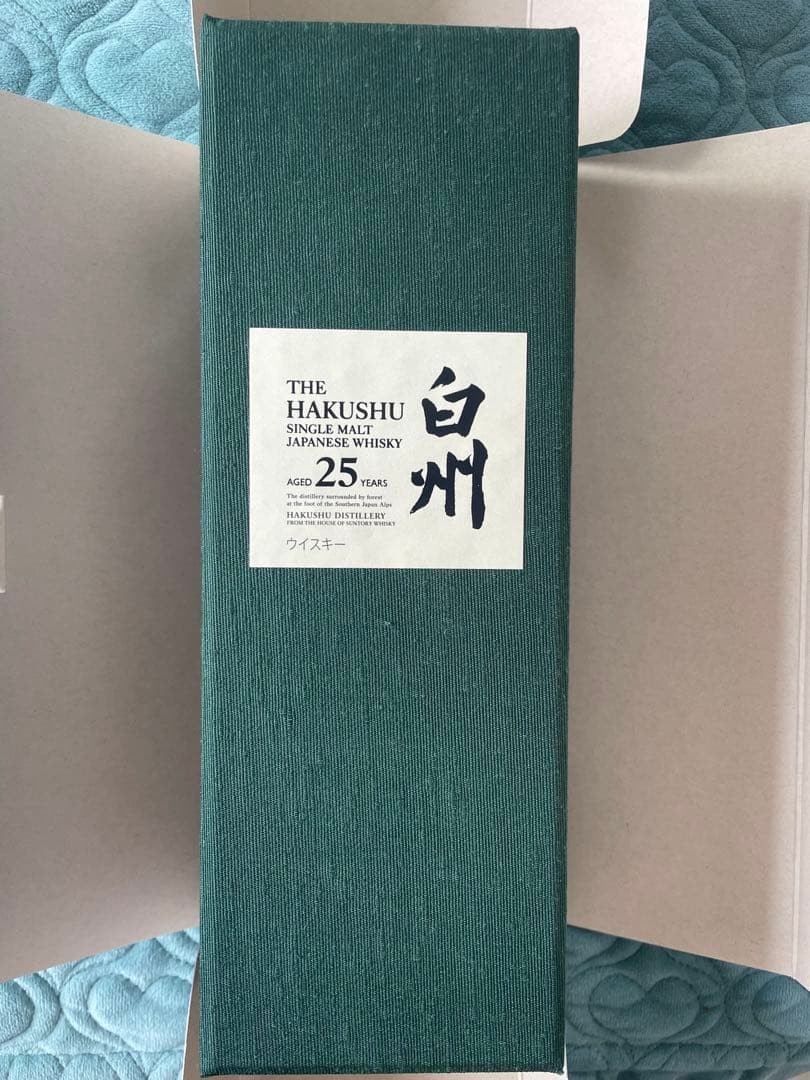 THE
HAKUSHU
SINGLE MALT
JAPANESE WHISKY
AGED 25 YEARS
The distillery surrounded by forest
at the foot of the Southern Japan Alps
HAKUSHU DISTILLERY
FROM THE HOUSE OF SUNTORY WHISKY
ウイスキー
白州